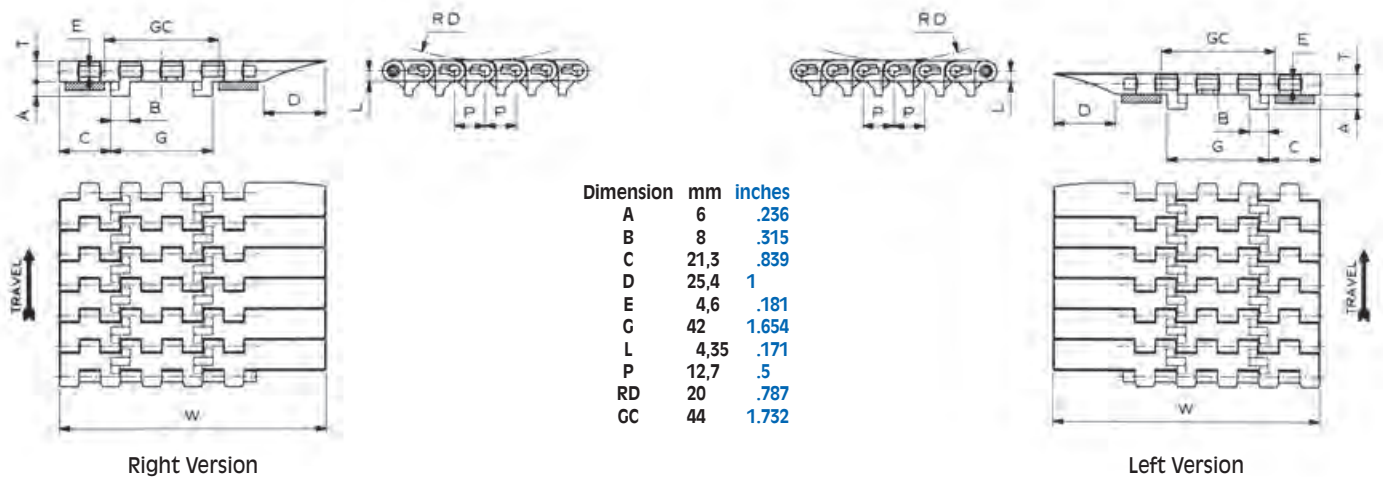 E GC
T
A
B
D
C G
RD
L
P P
TRAVEL
W
Right Version
Dimension mm inches
A 6 .236
B 8 .315
C 21,3 .839
D 25,4 1
E 4,6 .181
G 42 1.654
L 4,35 .171
P 12,7 .5
RD 20 .787
GC 44 1.732
RD
P P
L
GC E
T
D
B
A
G C
TRAVEL
W
Left Version